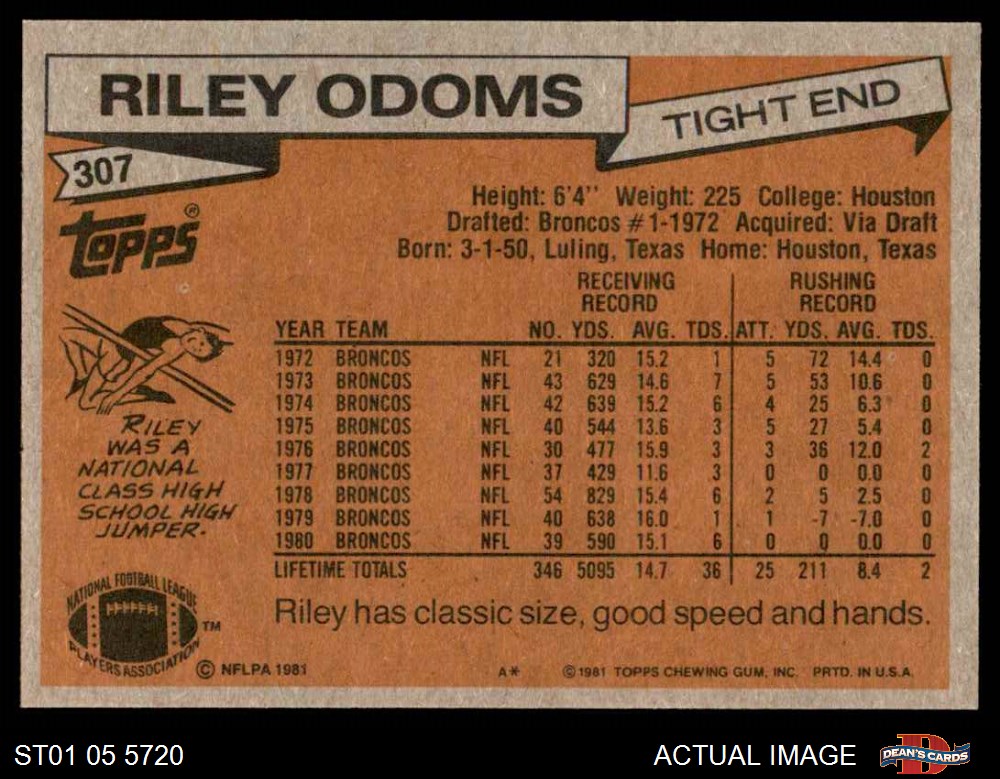 RILEY ODOMS
TIGHT END
307
TOPPS®
Height: 6'4'' Weight: 225 College: Houston
Drafted: Broncos #1-1972 Acquired: Via Draft
Born: 3-1-50, Luling, Texas Home: Houston, Texas
RECEIVING RECORD RUSHING RECORD
YEAR TEAM NO. YDS. AVG. TDS. ATT. YDS. AVG. TDS.
1972 BRONCOS NFL 21 320 15.2 1 5 72 14.4 0
1973 BRONCOS NFL 43 629 14.6 7 5 53 10.6 0
1974 BRONCOS NFL 42 639 15.2 6 4 25 6.3 0
1975 BRONCOS NFL 40 544 13.6 3 5 27 5.4 0
1976 BRONCOS NFL 30 477 15.9 3 3 36 12.0 2
1977 BRONCOS NFL 37 429 11.6 3 0 0 0.0 0
1978 BRONCOS NFL 54 829 15.4 6 2 5 2.5 0
1979 BRONCOS NFL 40 638 16.0 1 1 -7 -7.0 0
1980 BRONCOS NFL 39 590 15.1 6 0 0 0.0 0
LIFETIME TOTALS 346 5095 14.7 36 25 211 8.4 2
RILEY
WAS A
NATIONAL
CLASS HIGH
SCHOOL HIGH
JUMPER.
Riley has classic size, good speed and hands.
NATIONAL FOOTBALL LEAGUE
PLAYERS ASSOCIATION
TM
© NFLPA 1981
A* © 1981 TOPPS CHEWING GUM, INC. PRTD. IN U.S.A.
ST01 05 5720
ACTUAL IMAGE
D
DEAN'S CARDS